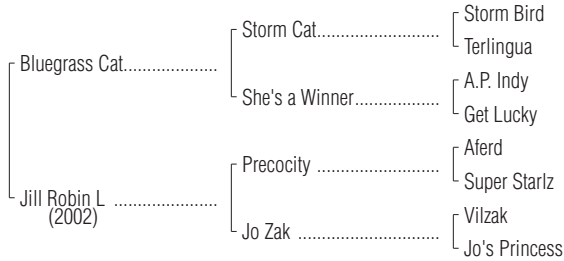 Storm Bird
Storm Cat
Terlingua
Bluegrass Cat
A.P. Indy
She's a Winner
Get Lucky
Aferd
Precocity
Super Starlz
Jill Robin L
(2002)
Vilzak
Jo Zak
Jo's Princess